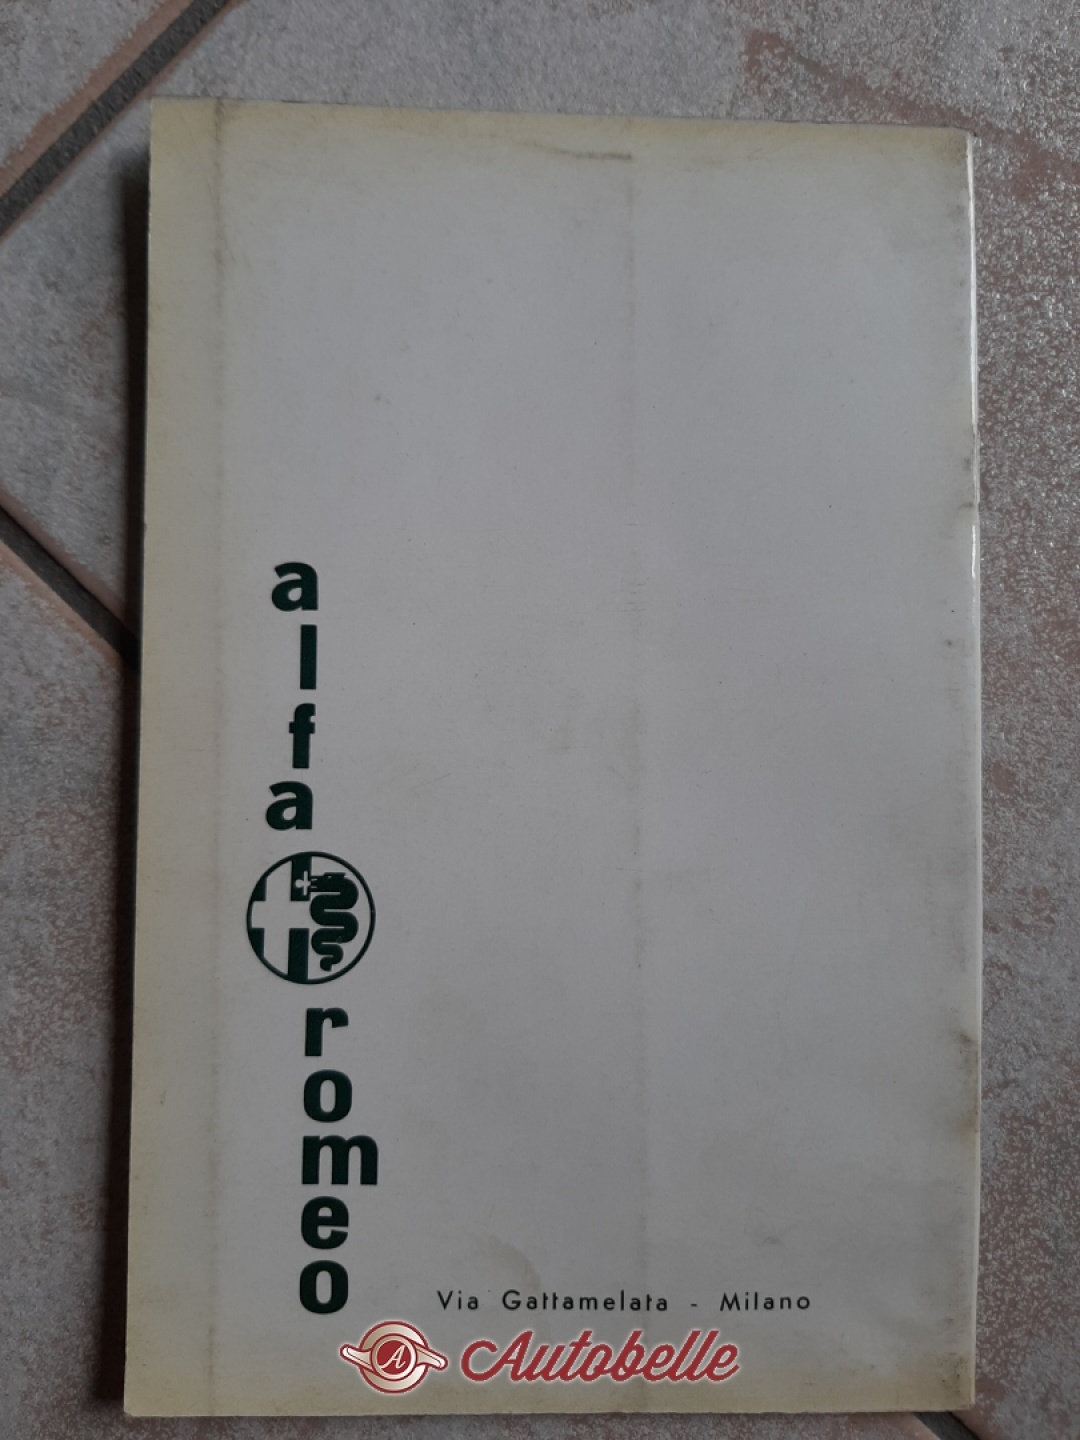 alfa
romeo
Via Gattamelata - Milano
A Autobelle